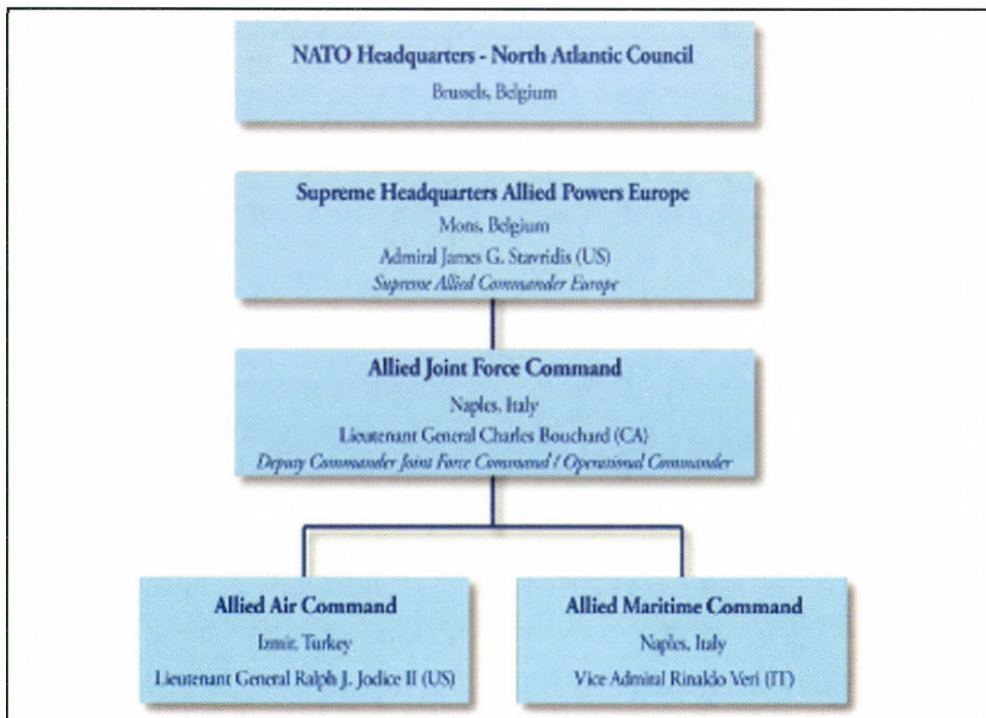 NATO Headquarters - North Atlantic Council
Brussels, Belgium
Supreme Headquarters Allied Powers Europe
Mons, Belgium
Admiral James G. Stavridis (US)
Supreme Allied Commander Europe
Allied Joint Force Command
Naples, Italy
Lieutenant General Charles Bouchard (CA)
Deputy Commander Joint Force Command / Operational Commander
Allied Air Command
Izmir, Turkey
Lieutenant General Ralph J. Jodice II (US)
Allied Maritime Command
Naples, Italy
Vice Admiral Rinaldo Veri (IT)